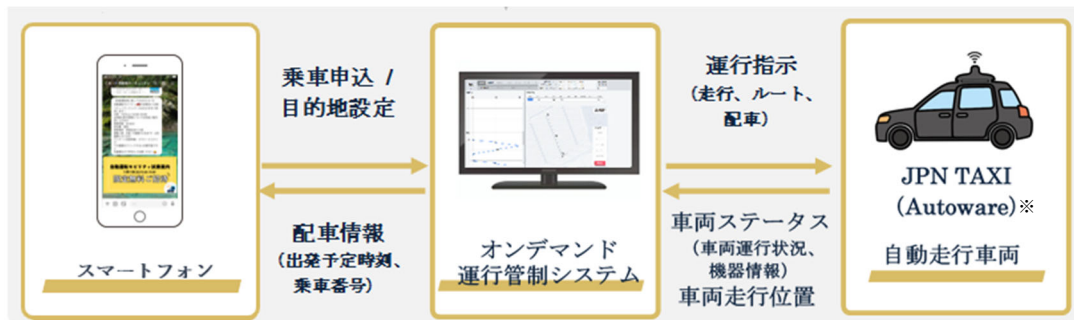 スマートフォン
乗車申込 /
目的地設定
配車情報
(出発予定時刻、
乗車番号)
オンデマンド
運行管制システム
運行指示
(走行、ルート、
配車)
車両ステータス
(車両運行状況、
機器情報)
車両走行位置
JPN TAXI
(Autoware)※
自動走行車両